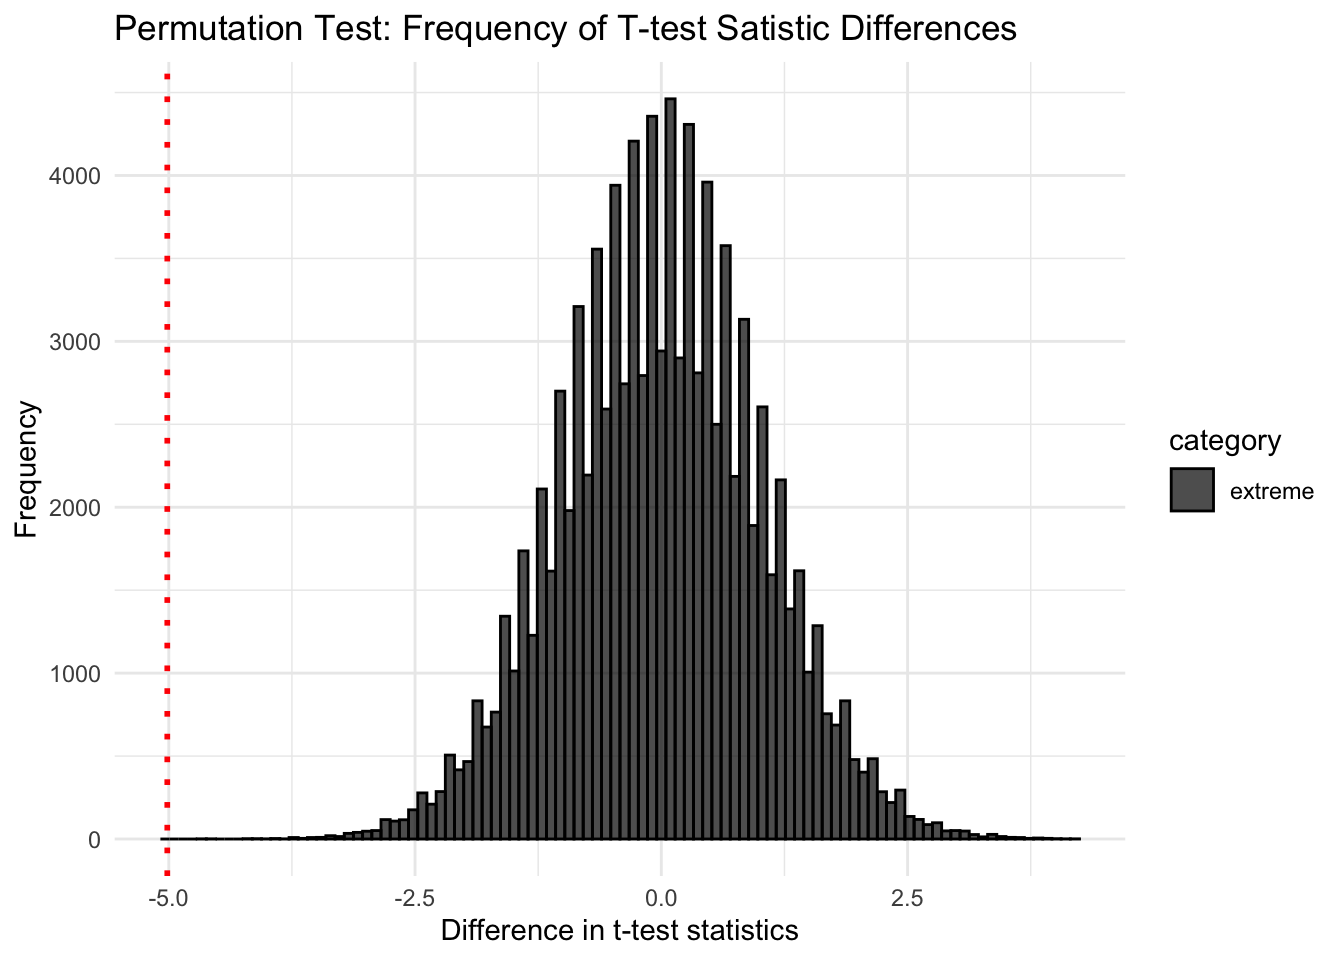 Permutation Test: Frequency of T-test Satistic Differences
Frequency
4000
3000
2000
1000
0
-5.0
-2.5
0.0
2.5
Difference in t-test statistics
category
extreme